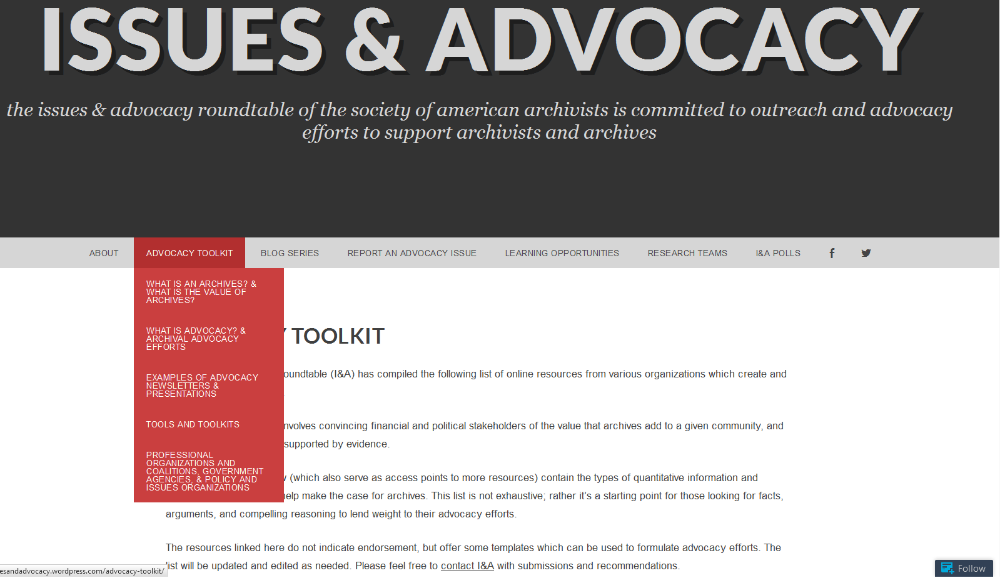 ISSUES & ADVOCACY
the issues & advocacy roundtable of the society of american archivists is committed to outreach and advocacy
efforts to support archivists and archives
ABOUT ADVOCACY TOOLKIT BLOG SERIES REPORT AN ADVOCACY ISSUE LEARNING OPPORTUNITIES RESEARCH TEAMS I&A POLLS
WHAT IS AN ARCHIVES? &
WHAT IS THE VALUE OF
ARCHIVES?
WHAT IS ADVOCACY? &
ARCHIVAL ADVOCACY
EFFORTS
EXAMPLES OF ADVOCACY
NEWSLETTERS &
PRESENTATIONS
TOOLS AND TOOLKITS
PROFESSIONAL
ORGANIZATIONS AND
COALITIONS, GOVERNMENT
AGENCIES, & POLICY AND
ISSUES ORGANIZATIONS
TOOLKIT
oundtable (I&A) has compiled the following list of online resources from various organizations which create and
nvolves convincing financial and political stakeholders of the value that archives add to a given community, and
supported by evidence.
(which also serve as access points to more resources) contain the types of quantitative information and
help make the case for archives. This list is not exhaustive; rather it’s a starting point for those looking for facts,
arguments, and compelling reasoning to lend weight to their advocacy efforts.
The resources linked here do not indicate endorsement, but offer some templates which can be used to formulate advocacy efforts. The
list will be updated and edited as needed. Please feel free to contact I&A with submissions and recommendations.
esandadvocacy.wordpress.com/advocacy-toolkit/
Follow